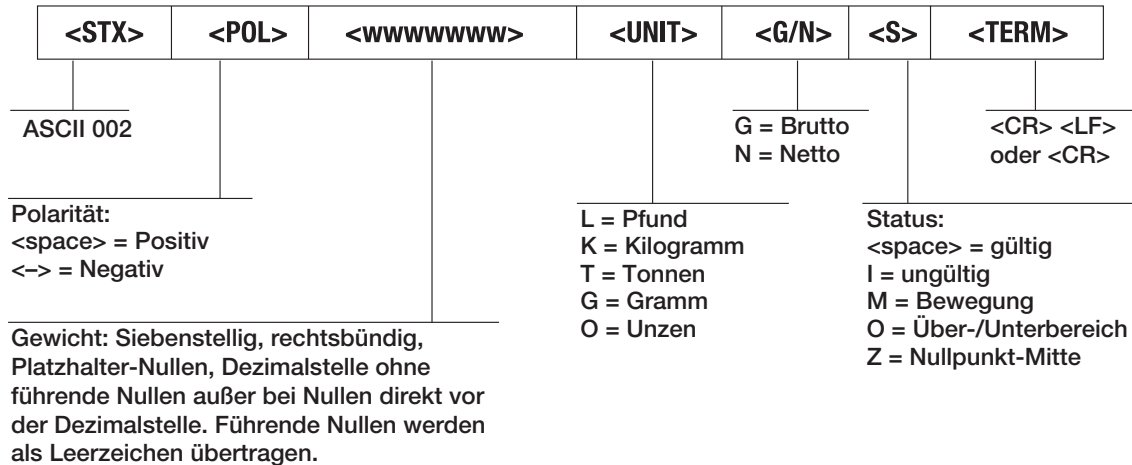 <STX> <POL> <wwwwwww> <UNIT> <G/N> <S> <TERM>
ASCII 002
G = Brutto
N = Netto
<CR> <LF>
oder <CR>
Polarität:
<space> = Positiv
<–> = Negativ
L = Pfund
K = Kilogramm
T = Tonnen
G = Gramm
O = Unzen
Status:
<space> = gültig
I = ungültig
M = Bewegung
O = Über-/Unterbereich
Z = Nullpunkt-Mitte
Gewicht: Siebenstellig, rechtsbündig,
Platzhalter-Nullen, Dezimalstelle ohne
führende Nullen außer bei Nullen direkt vor
der Dezimalstelle. Führende Nullen werden
als Leerzeichen übertragen.